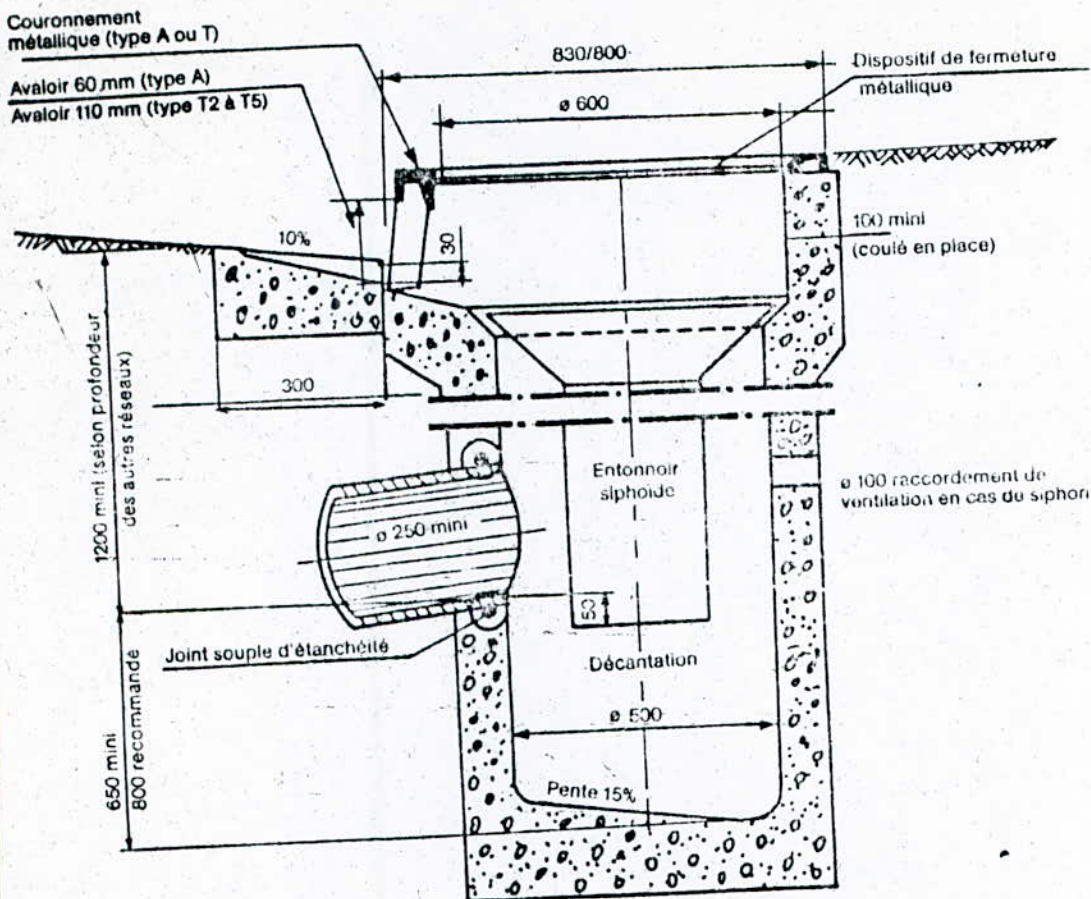 Couronnement
métallique (type A ou T)
Avaloir 60 mm (type A)
Avaloir 110 mm (type T2 à T5)
830/800
ø 600
Dispositif de fermeture
métallique
10%
30
100 mini
(coulé en place)
300
1200 mini (selon profondeur
des autres réseaux)
Entonnoir
siphoïde
ø 250 mini
ø 100 raccordement de
ventilation en cas de siphon
50
Joint souple d'étanchéité
Décantation
ø 500
650 mini
800 recommande
Pente 15%